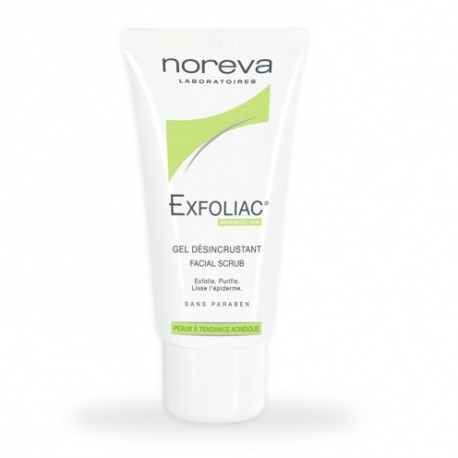 noreva
LABORATOIRES
EXFOLIAC®
GEL DÉSINCRUSTANT
FACIAL SCRUB
Exfolie. Purifie.
Lisse l'épiderme.
SANS PARABEN
PEAUX À TENDANCE ACNÉIQUE